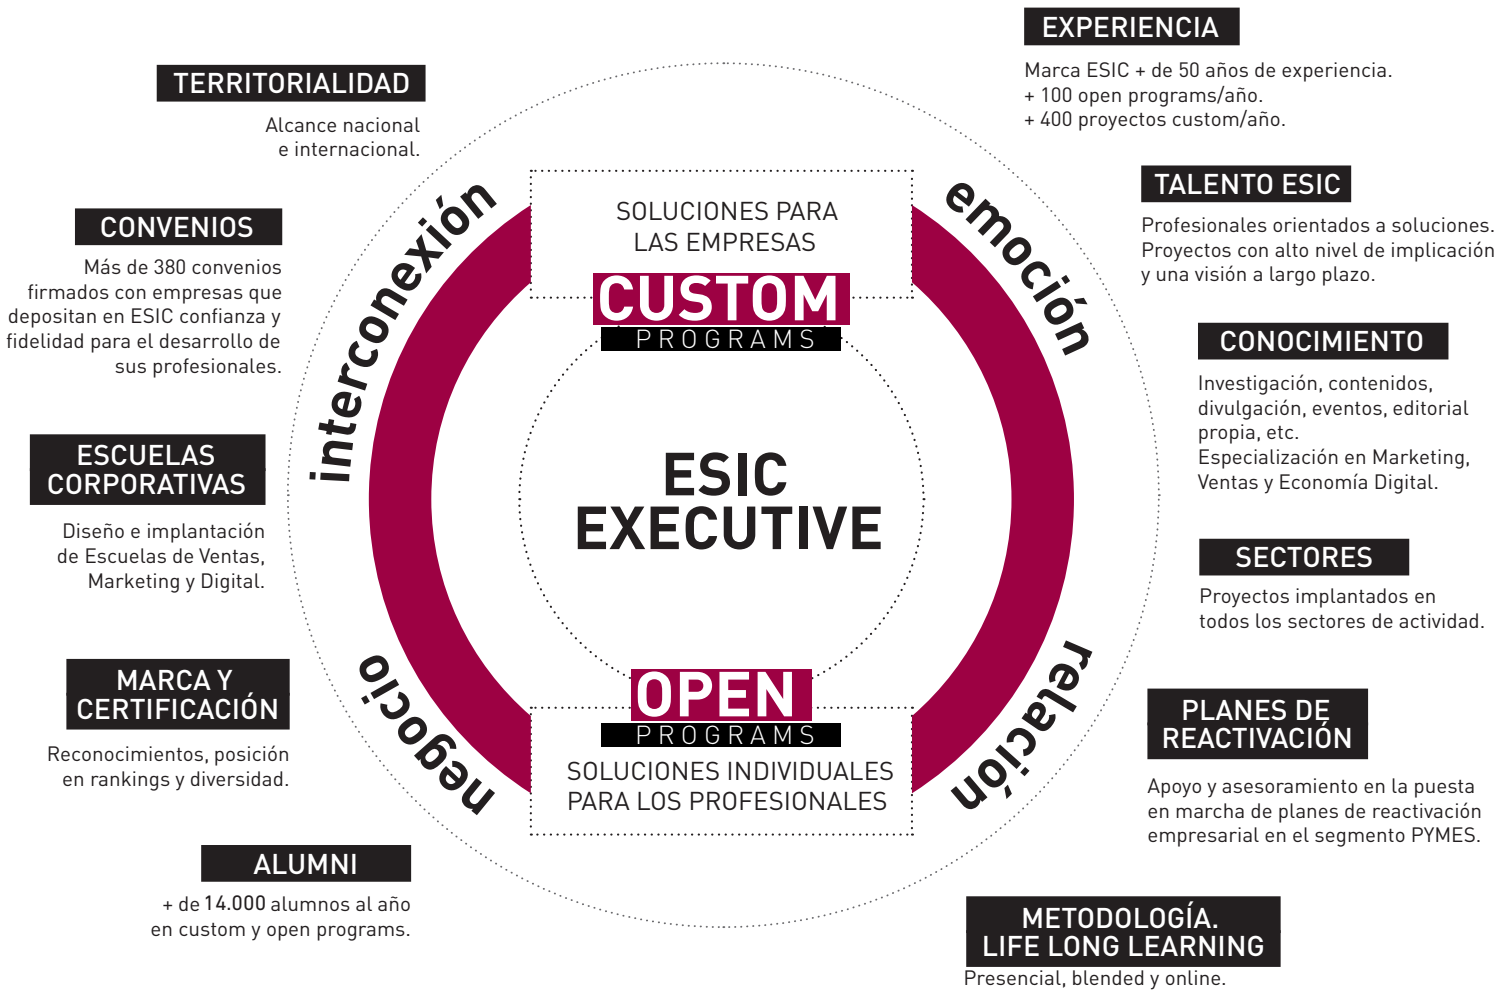 TERRITORIALIDAD
Alcance nacional
e internacional.
CONVENIOS
Más de 380 convenios
firmados con empresas que
depositan en ESIC confianza y
fidelidad para el desarrollo de
sus profesionales.
ESCUELAS
CORPORATIVAS
Diseño e implantación
de Escuelas de Ventas,
Marketing y Digital.
MARCA Y
CERTIFICACIÓN
Reconocimientos, posición
en rankings y diversidad.
ALUMNI
+ de 14.000 alumnos al año
en custom y open programs.
interconexión
emoción
negocio
relación
SOLUCIONES PARA
LAS EMPRESAS
CUSTOM
PROGRAMS
ESIC
EXECUTIVE
OPEN
PROGRAMS
SOLUCIONES INDIVIDUALES
PARA LOS PROFESIONALES
EXPERIENCIA
Marca ESIC + de 50 años de experiencia.
+ 100 open programs/año.
+ 400 proyectos custom/año.
TALENTO ESIC
Profesionales orientados a soluciones.
Proyectos con alto nivel de implicación
y una visión a largo plazo.
CONOCIMIENTO
Investigación, contenidos,
divulgación, eventos, editorial
propia, etc.
Especialización en Marketing,
Ventas y Economía Digital.
SECTORES
Proyectos implantados en
todos los sectores de actividad.
PLANES DE
REACTIVACIÓN
Apoyo y asesoramiento en la puesta
en marcha de planes de reactivación
empresarial en el segmento PYMES.
METODOLOGÍA.
LIFE LONG LEARNING
Presencial, blended y online.